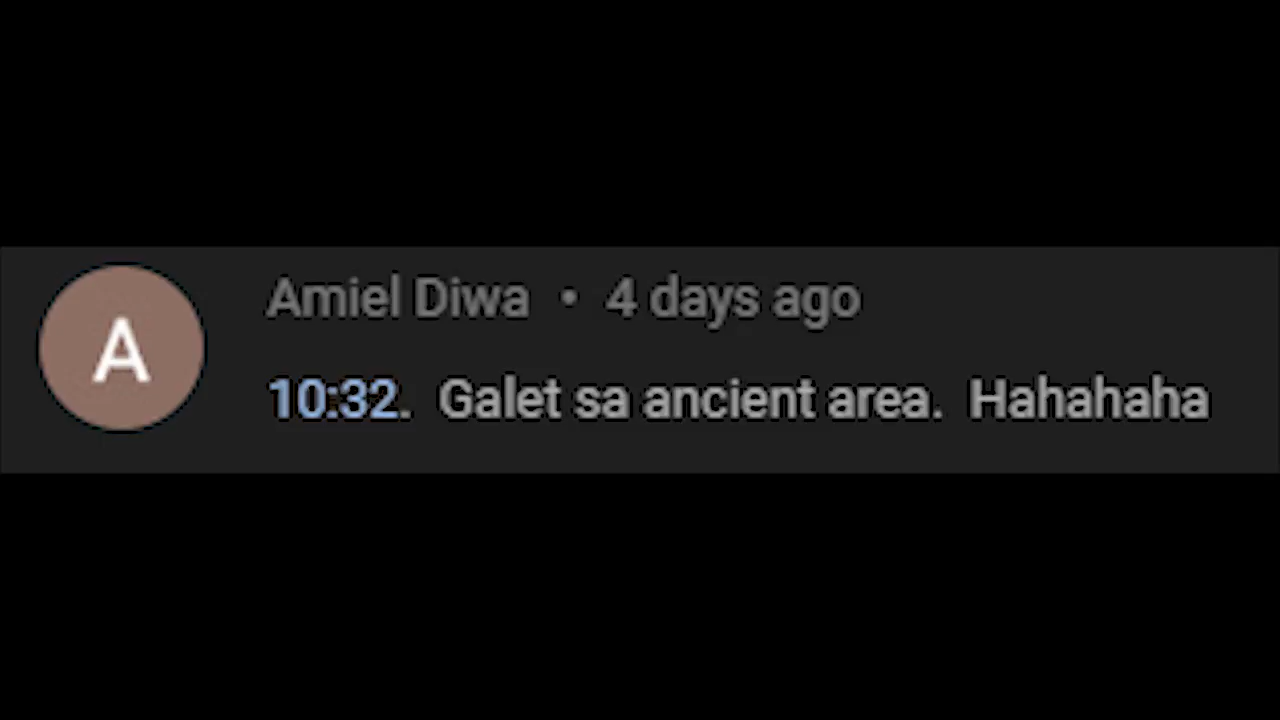 A
Amiel Diwa • 4 days ago
10:32. Galet sa ancient area. Hahahaha